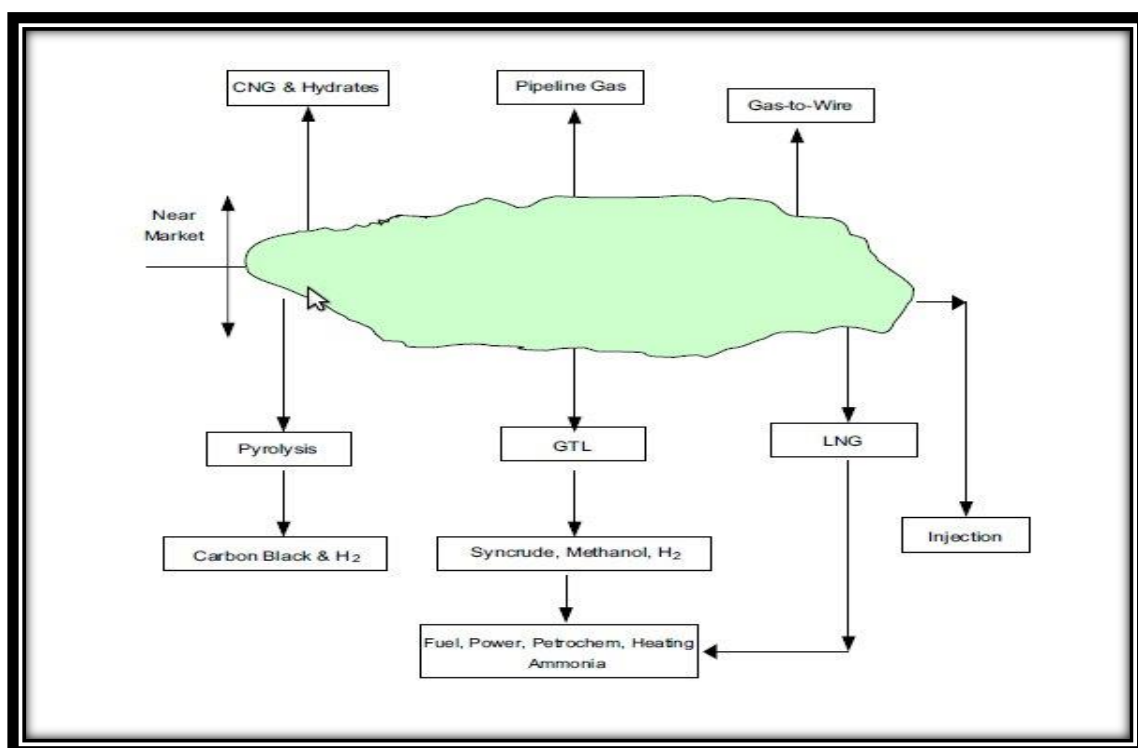 CNG & Hydrates
Pipeline Gas
Gas-to-Wire
Near
Market
Pyrolysis
GTL
LNG
Injection
Carbon Black & H2
Syncrude, Methanol, H2
Fuel, Power, Petrochem, Heating
Ammonia